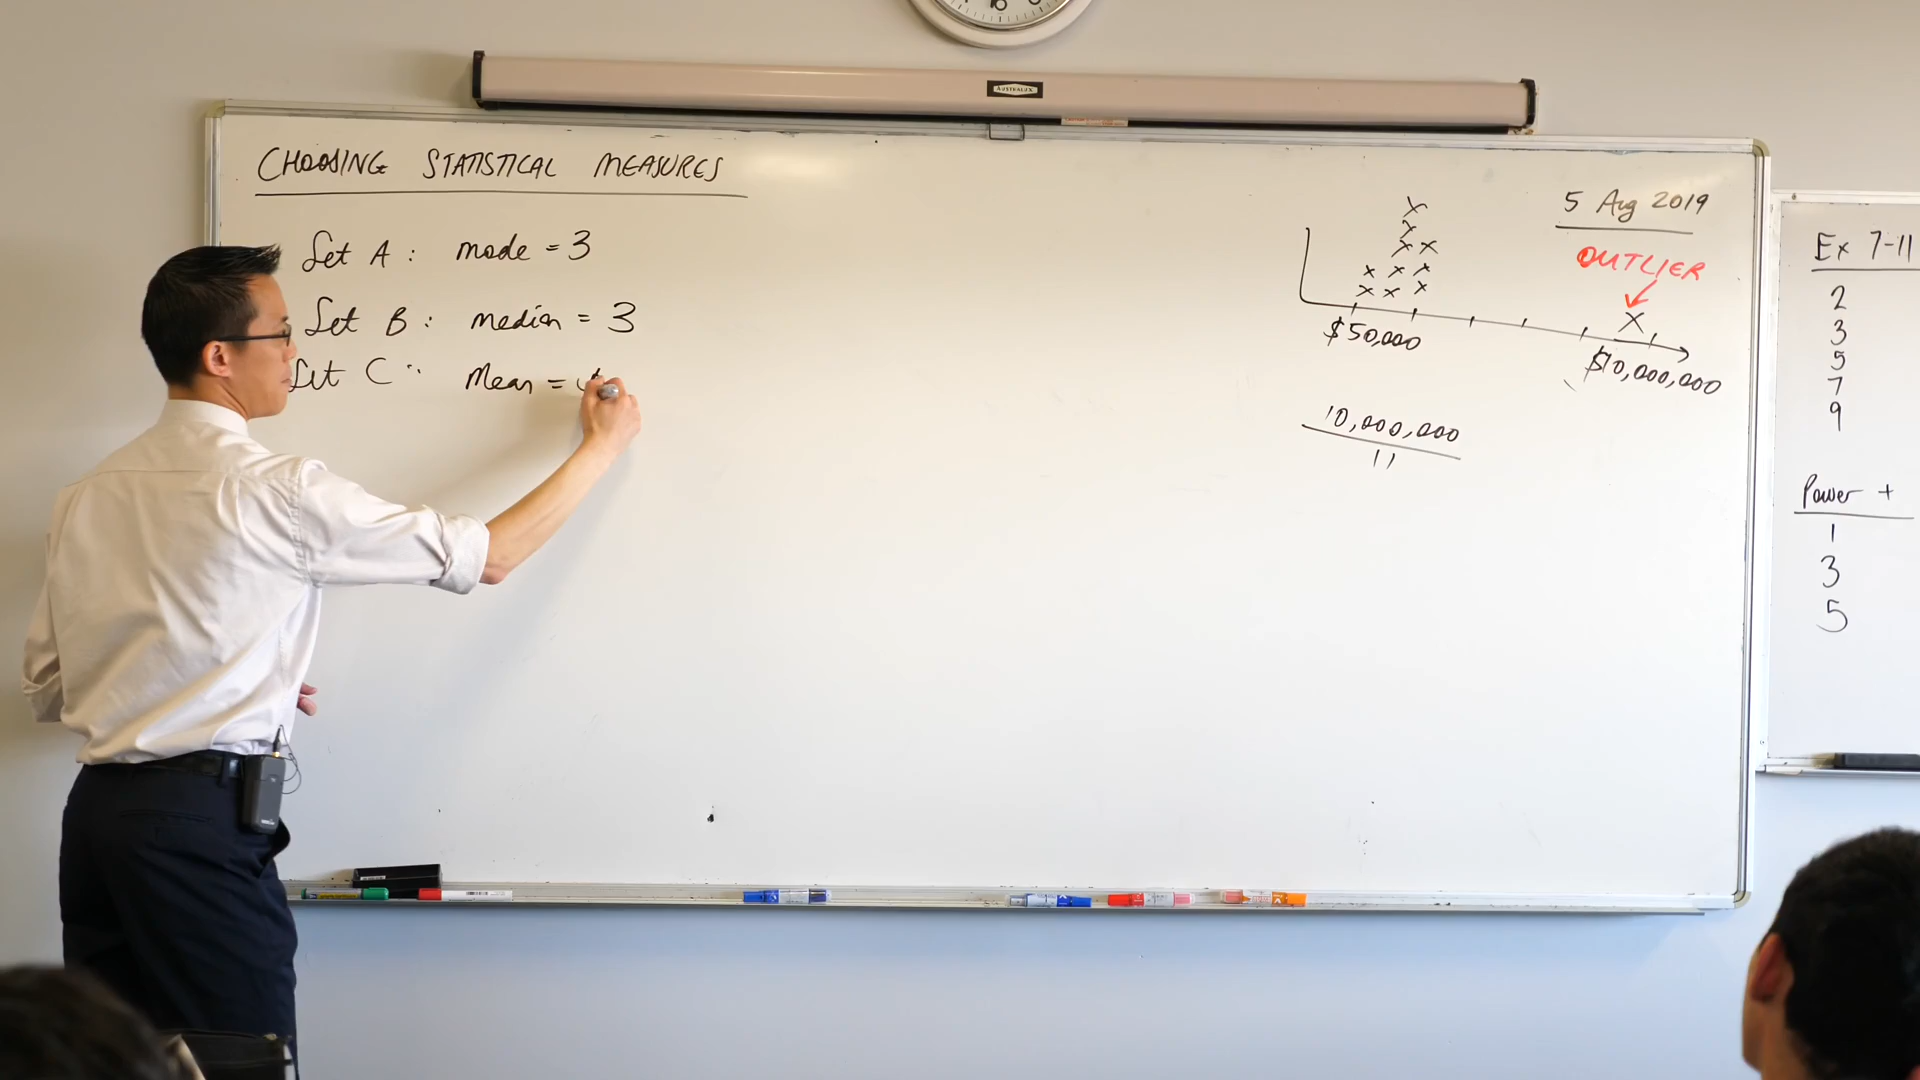 AUSTRALUX
CHOOSING STATISTICAL MEASURES
Set A : mode = 3
Set B : median = 3
Set C : Mean =
5 Aug 2019
OUTLIER
$50,000
$10,000,000
10,000,000
11
Ex 7-11
2
3
5
7
9
Power +
1
3
5